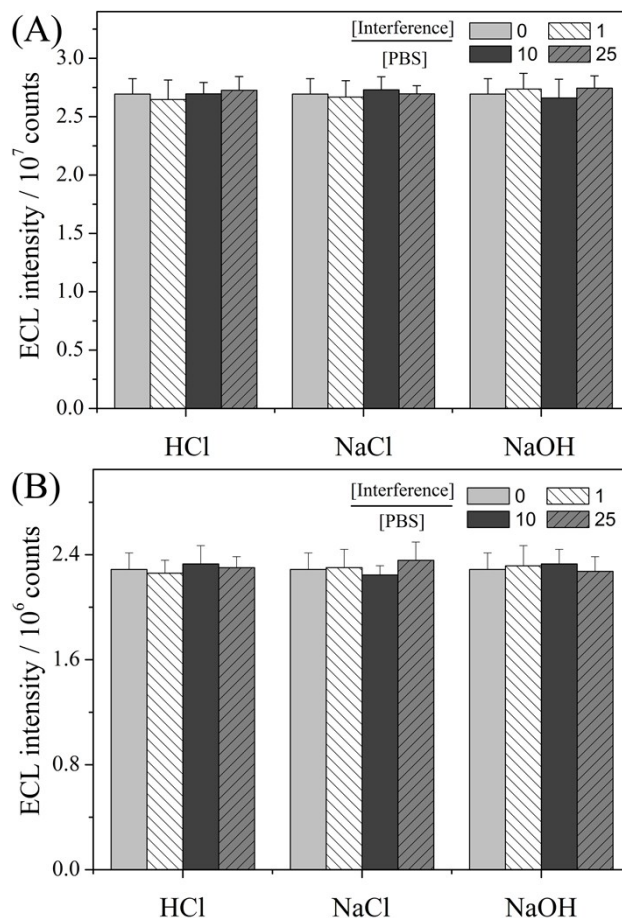 (A)
[Interference]
[PBS]
0 1
10 25
3.0
2.5
2.0
1.5
1.0
0.5
0.0
ECL intensity / 10⁷ counts
HCl NaCl NaOH
(B)
[Interference]
[PBS]
0 1
10 25
2.4
1.6
0.8
0.0
ECL intensity / 10⁶ counts
HCl NaCl NaOH